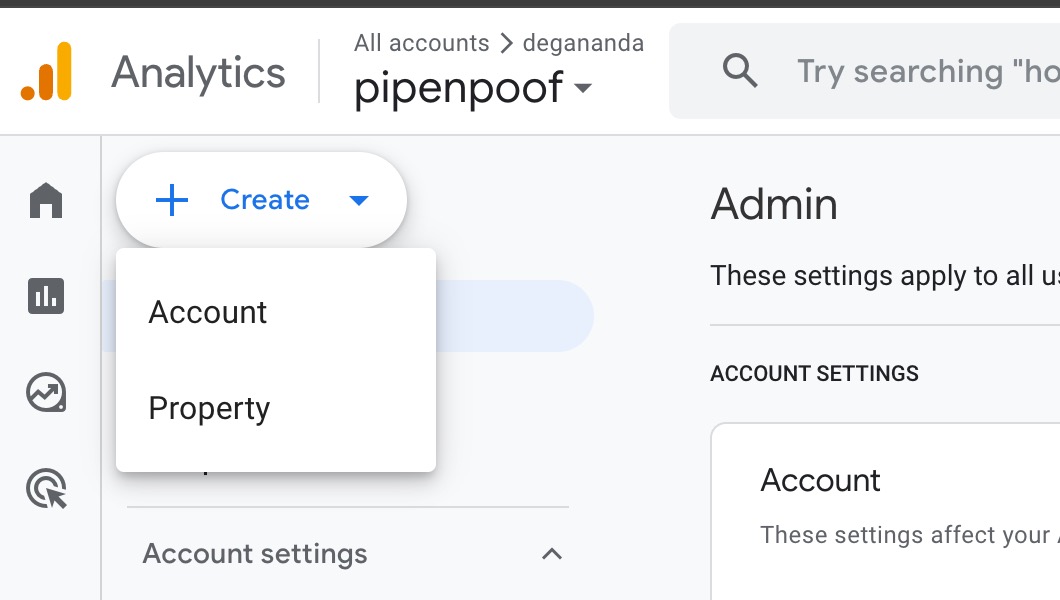 Analytics
All accounts > degananda
pipenpoof
Try searching "ho
Create
Account
Property
Account settings
Admin
These settings apply to all us
ACCOUNT SETTINGS
Account
These settings affect your